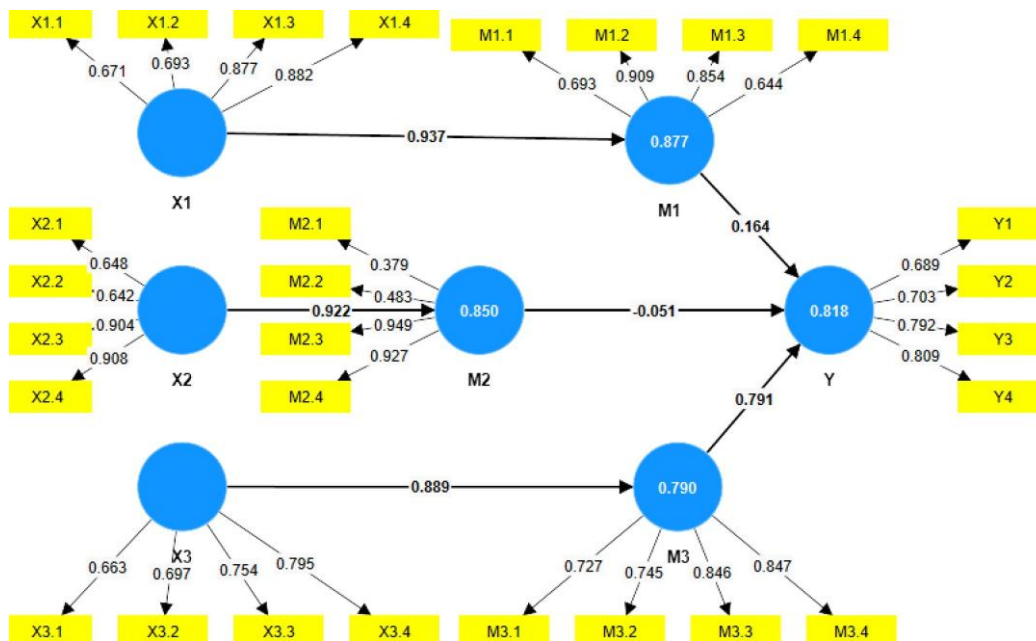 X1.1 X1.2 X1.3 X1.4
M1.1 M1.2 M1.3 M1.4
0.671 0.693 0.877 0.882
0.693 0.909 0.854 0.644
0.937
0.877
X1
M1
0.164
X2.1
X2.2
X2.3
X2.4
0.648
0.642
0.904
0.908
X2
0.922
M2.1
M2.2
M2.3
M2.4
0.379
0.483
0.949
0.927
0.850
M2
-0.051
0.818
Y
0.689
0.703
0.792
0.809
Y1
Y2
Y3
Y4
0.791
0.889
0.790
X3
M3
0.663 0.697 0.754 0.795
0.727 0.745 0.846 0.847
X3.1 X3.2 X3.3 X3.4
M3.1 M3.2 M3.3 M3.4